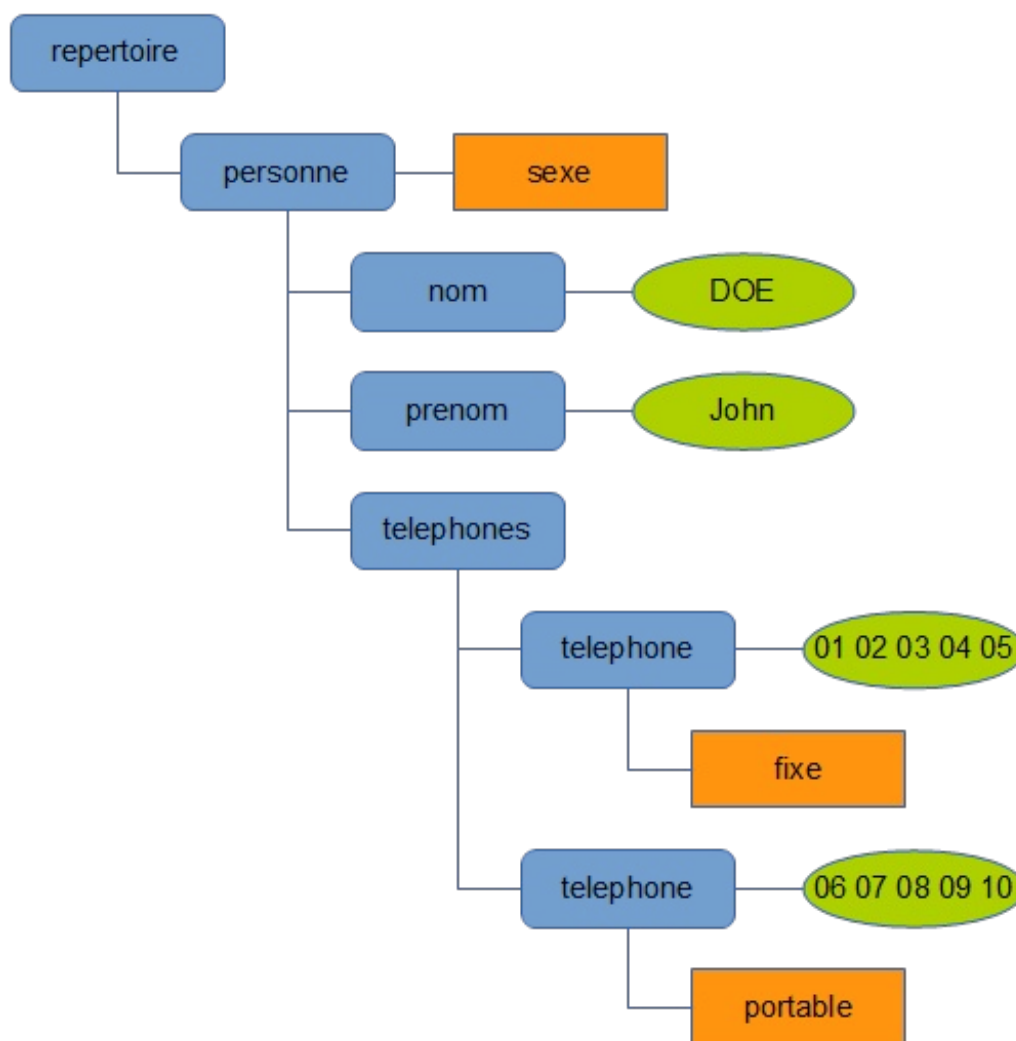 repertoire
personne
sexe
nom
DOE
prenom
John
telephones
telephone
01 02 03 04 05
fixe
telephone
06 07 08 09 10
portable